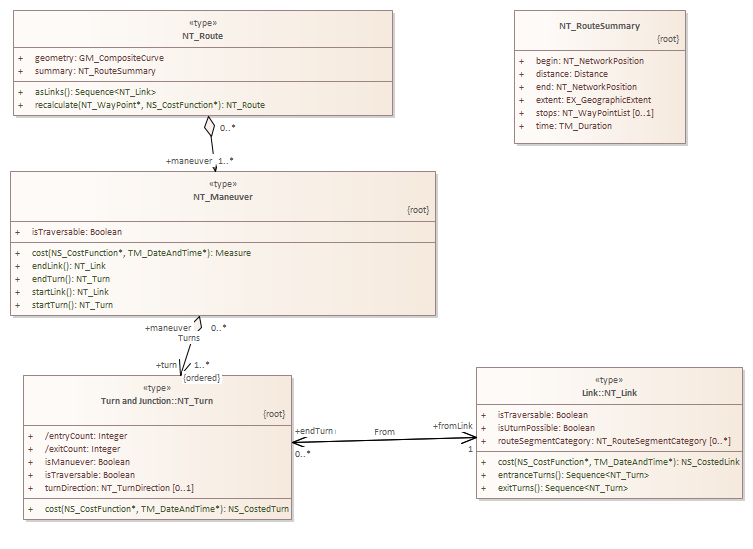 «type»
NT_Route
+ geometry: GM_CompositeCurve
+ summary: NT_RouteSummary
+ asLinks(): Sequence<NT_Link>
+ recalculate(NT_WayPoint*, NS_CostFunction*): NT_Route
NT_RouteSummary
{root}
+ begin: NT_NetworkPosition
+ distance: Distance
+ end: NT_NetworkPosition
+ extent: EX_GeographicExtent
+ stops: NT_WayPointList [0..1]
+ time: TM_Duration
0..*
+maneuver 1..*
«type»
NT_Maneuver
{root}
+ isTraversable: Boolean
+ cost(NS_CostFunction*, TM_DateAndTime*): Measure
+ endLink(): NT_Link
+ endTurn(): NT_Turn
+ startLink(): NT_Link
+ startTurn(): NT_Turn
+maneuver 0..*
Turns
+turn 1..*
{ordered}
«type»
Turn and Junction::NT_Turn
{root}
+ /entryCount: Integer
+ /exitCount: Integer
+ isManuever: Boolean
+ isTraversable: Boolean
+ turnDirection: NT_TurnDirection [0..1]
+ cost(NS_CostFunction*, TM_DateAndTime*): NS_CostedTurn
+endTurn From +fromLink
0..* 1
«type»
Link::NT_Link
+ isTraversable: Boolean
+ isUturnPossible: Boolean
+ routeSegmentCategory: NT_RouteSegmentCategory [0..*]
+ cost(NS_CostFunction*, TM_DateAndTime*): NS_CostedLink
+ entranceTurns(): Sequence<NT_Turn>
+ exitTurns(): Sequence<NT_Turn>